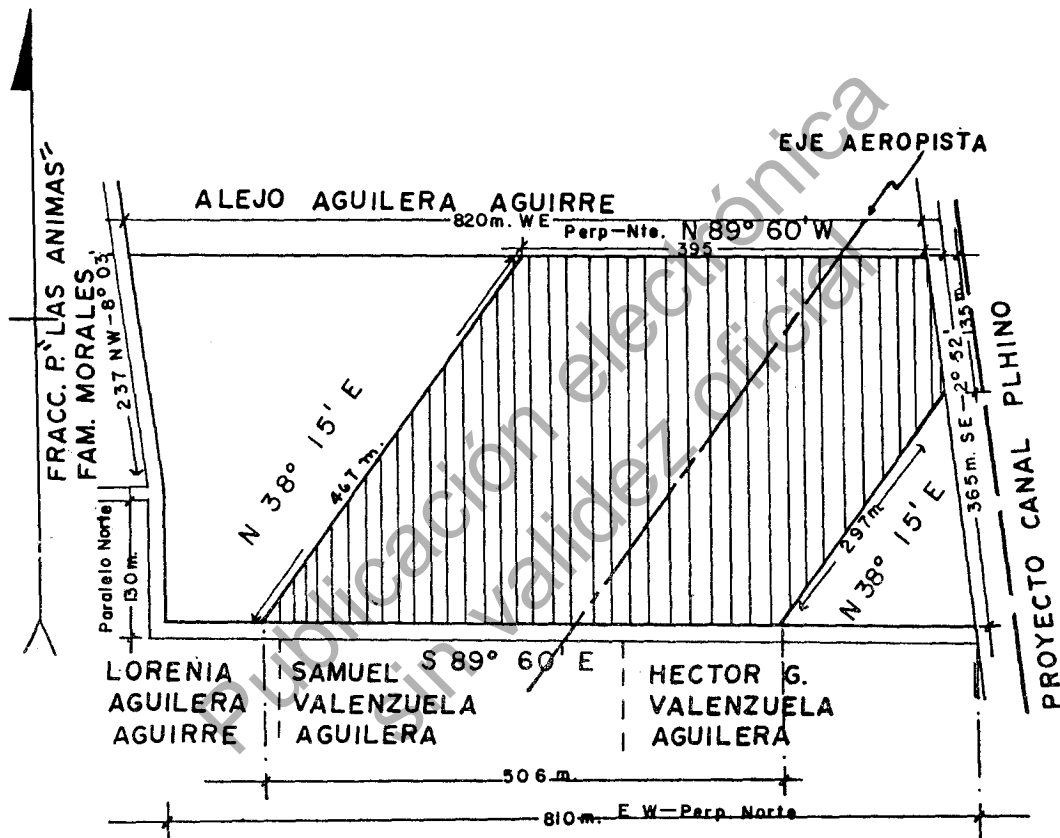 EJE AEROPISTA
ALEJO AGUILERA AGUIRRE
820m. WE
Perp-Nte. N 89° 60' W
395
FRACC. P. "LAS ANIMAS"
FAM. MORALES
237 NW-8° 03'
Paralelo Norte
130m.
N 38° 15' E
467 m.
297m.
N 38° 15' E
135m.
365m. SE-2° 52'
PROYECTO CANAL PLHINO
S 89° 60' E
LORENIA
AGUILERA
AGUIRRE
SAMUEL
VALENZUELA
AGUILERA
HECTOR G.
VALENZUELA
AGUILERA
506 m.
810m. E W-Perp. Norte
Publicación electrónica
sin validez oficial